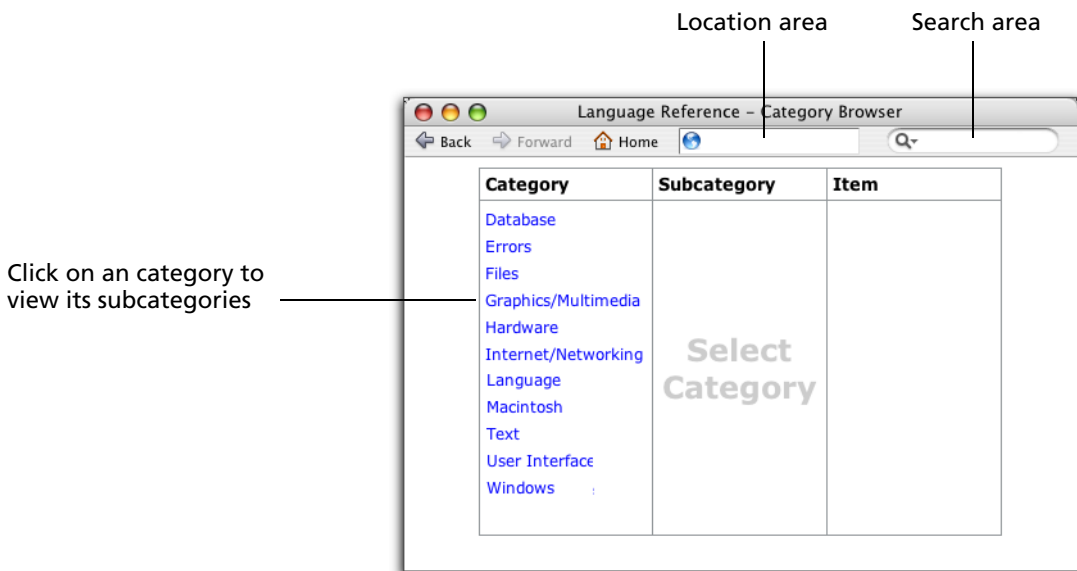 Location area
Search area
Language Reference – Category Browser
Back
Forward
Home
Category
Subcategory
Item
Database
Errors
Files
Click on an category to
view its subcategories
Graphics/Multimedia
Hardware
Internet/Networking
Select
Category
Language
Macintosh
Text
User Interface
Windows